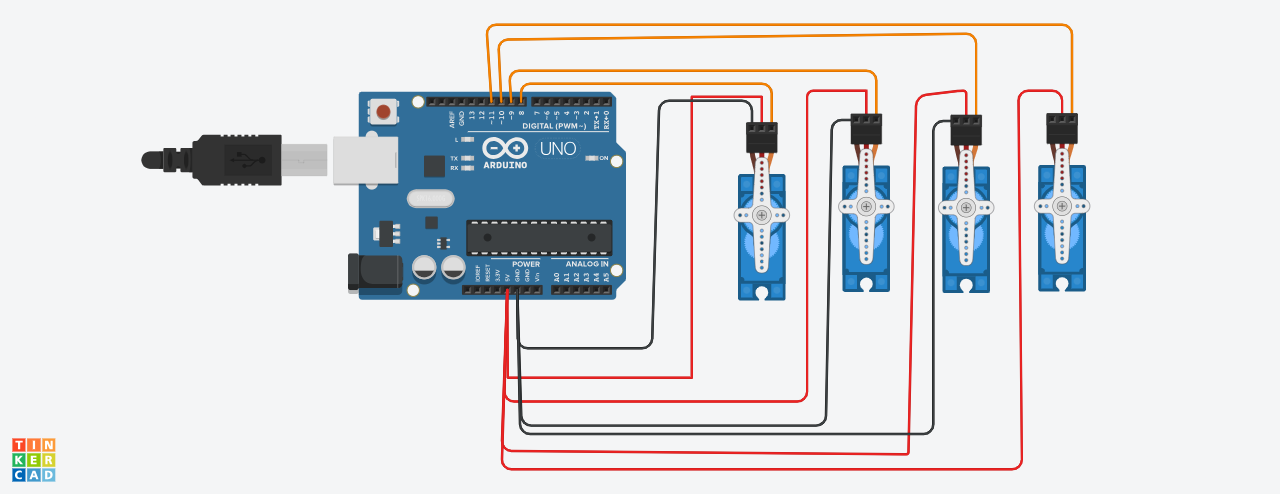 AREF
GND
13
12
~11
~10
~9
8
7
~6
~5
4
~3
2
TX→1
RX←0
DIGITAL (PWM~)
L
TX
RX
ARDUINO
UNO
ON
POWER
ANALOG IN
IOREF
RESET
3.3V
5V
GND
GND
Vin
A0
A1
A2
A3
A4
A5
TIN
KER
CAD